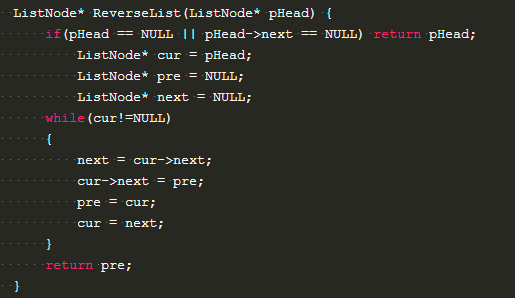 ListNode* ReverseList(ListNode* pHead) {
if(pHead == NULL || pHead->next == NULL) return pHead;
ListNode* cur = pHead;
ListNode* pre = NULL;
ListNode* next = NULL;
while(cur!=NULL)
{
next = cur->next;
cur->next = pre;
pre = cur;
cur = next;
}
return pre;
}